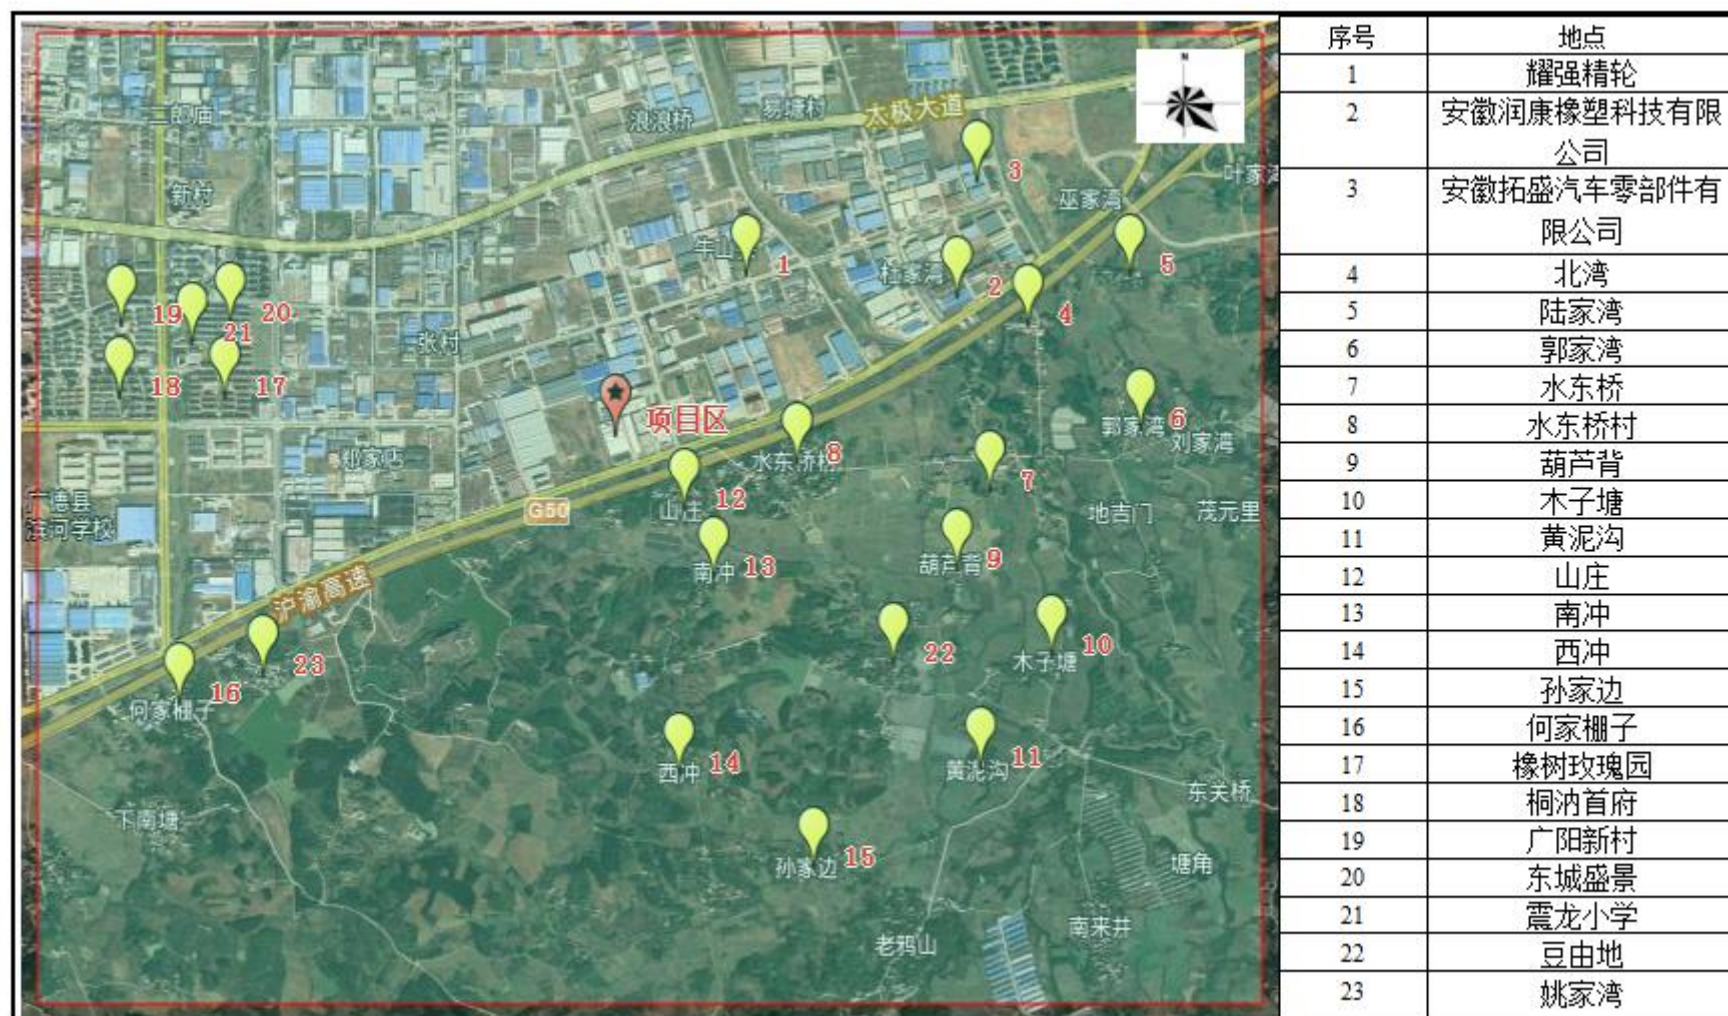 N
二郎庙
浪浪桥
易塘村
太极大道
3
新村
巫家湾
1
2
5
4
19
20
21
张村
18
17
项目区
郑家店
水东桥村
8
郭家湾
6
刘家湾
7
广德县
滨河学校
G50
山庄
12
地吉门
茂元里
南冲
13
葫芦背
9
沪渝高速
22
木子塘
10
23
何家棚子
16
西冲
14
黄泥沟
11
东关桥
下南塘
孙家边
15
塘角
南来井
老鸦山
序号 地点
1 耀强精轮
2 安徽润康橡塑科技有限
公司
3 安徽拓盛汽车零部件有
限公司
4 北湾
5 陆家湾
6 郭家湾
7 水东桥
8 水东桥村
9 葫芦背
10 木子塘
11 黄泥沟
12 山庄
13 南冲
14 西冲
15 孙家边
16 何家棚子
17 橡树玫瑰园
18 桐汭首府
19 广阳新村
20 东城盛景
21 震龙小学
22 豆由地
23 姚家湾